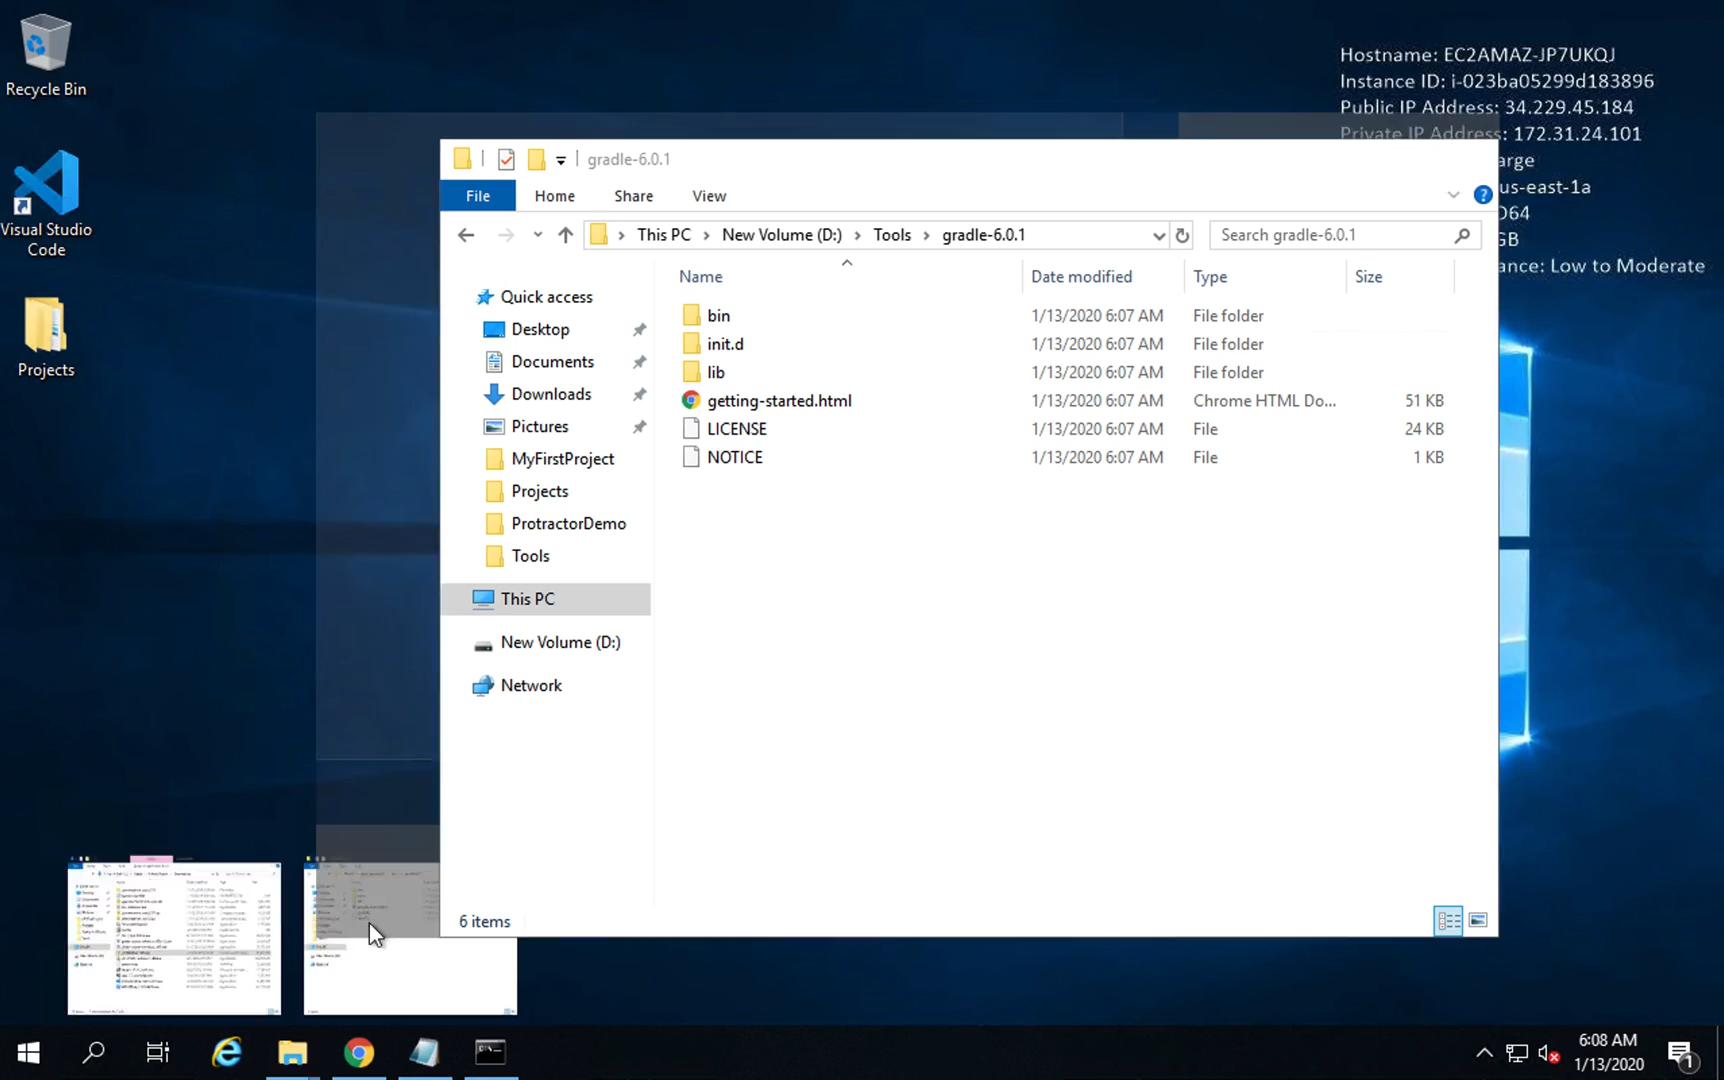 Recycle Bin
Visual Studio
Code
Projects
Hostname: EC2AMAZ-JP7UKQJ
Instance ID: i-023ba05299d183896
Public IP Address: 34.229.45.184
Private IP Address: 172.31.24.101
arge
us-east-1a
D64
GB
ance: Low to Moderate
gradle-6.0.1
File
Home
Share
View
This PC
New Volume (D:)
Tools
gradle-6.0.1
Search gradle-6.0.1
Name
Date modified
Type
Size
Quick access
Desktop
Documents
Downloads
Pictures
MyFirstProject
Projects
ProtractorDemo
Tools
This PC
New Volume (D:)
Network
bin 1/13/2020 6:07 AM File folder
init.d 1/13/2020 6:07 AM File folder
lib 1/13/2020 6:07 AM File folder
getting-started.html 1/13/2020 6:07 AM Chrome HTML Do... 51 KB
LICENSE 1/13/2020 6:07 AM File 24 KB
NOTICE 1/13/2020 6:07 AM File 1 KB
6 items
6:08 AM
1/13/2020
1